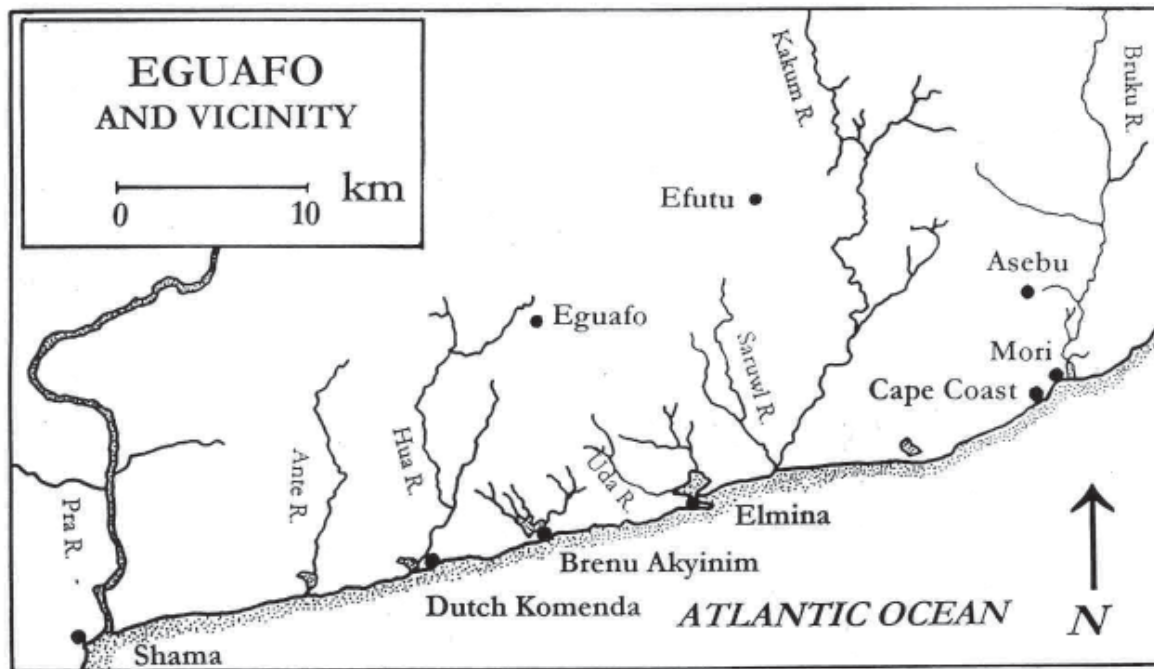 EGUAFO
AND VICINITY
km
0 10
Kakum R.
Bruku R.
Efutu
Asebu
Eguafo
Saruwl R.
Mori
Cape Coast
Hua R.
Ante R.
Uda R.
Pra R.
Elmina
Brenu Akyinim
Dutch Komenda
ATLANTIC OCEAN
N
Shama